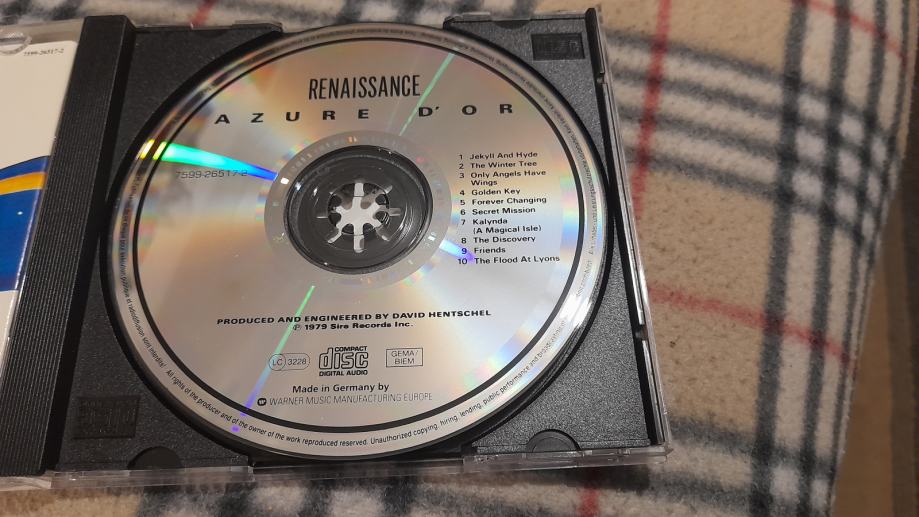 7599-26517-2
RENAISSANCE
AZURE D'OR
7599-26517-2
1 Jekyll And Hyde
2 The Winter Tree
3 Only Angels Have
Wings
4 Golden Key
5 Forever Changing
6 Secret Mission
7 Kalynda
(A Magical Isle)
8 The Discovery
9 Friends
10 The Flood At Lyons
PRODUCED AND ENGINEERED BY DAVID HENTSCHEL
℗ 1979 Sire Records Inc.
LC 3228
COMPACT
disc
DIGITAL AUDIO
GEMA/
BIEM
Made in Germany by
WARNER MUSIC MANUFACTURING EUROPE
All rights of the producer and of the owner of the work reproduced reserved. Unauthorized copying, hiring, lending, public performance and broadcasting